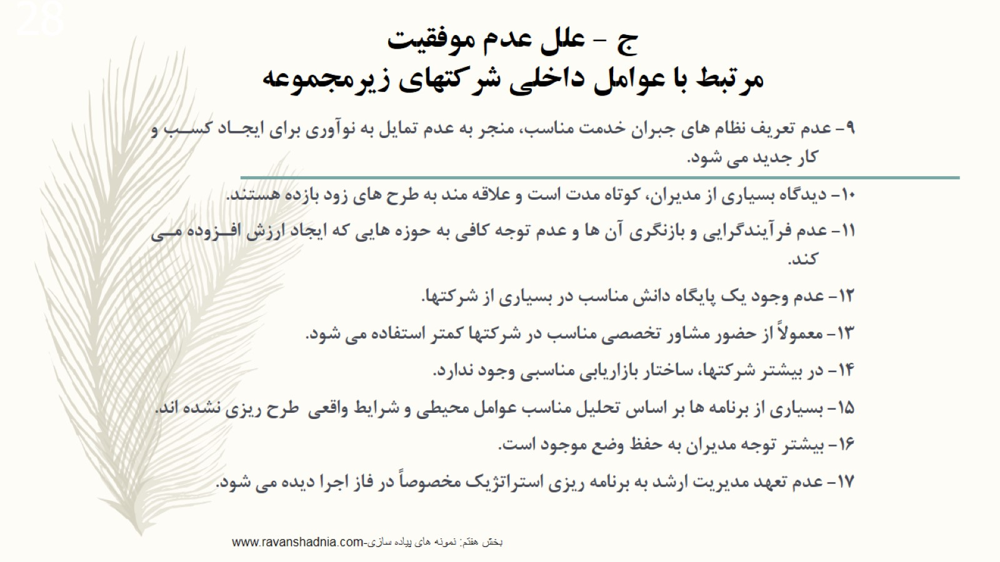 28
ج – علل عدم موفقیت
مرتبط با عوامل داخلی شرکتهای زیرمجموعه
۹- عدم تعریف نظام های جبران خدمت مناسب، منجر به عدم تمایل به نوآوری برای ایجـاد کسـب و
کار جدید می شود.
۱۰- دیدگاه بسیاری از مدیران، کوتاه مدت است و علاقه مند به طرح های زود بازده هستند.
۱۱- عدم فرآیندگرایی و بازنگری آن ها و عدم توجه کافی به حوزه هایی که ایجاد ارزش افـزوده مـی
کند.
۱۲- عدم وجود یک پایگاه دانش مناسب در بسیاری از شرکتها.
۱۳- معمولاً از حضور مشاور تخصصی مناسب در شرکتها کمتر استفاده می شود.
۱۴- در بیشتر شرکتها، ساختار بازاریابی مناسبی وجود ندارد.
۱۵- بسیاری از برنامه ها بر اساس تحلیل مناسب عوامل محیطی و شرایط واقعی طرح ریزی نشده اند.
۱۶- بیشتر توجه مدیران به حفظ وضع موجود است.
۱۷- عدم تعهد مدیریت ارشد به برنامه ریزی استراتژیک مخصوصاً در فاز اجرا دیده می شود.
بخش هفتم: نمونه های پیاده سازی-www.ravanshadnia.com